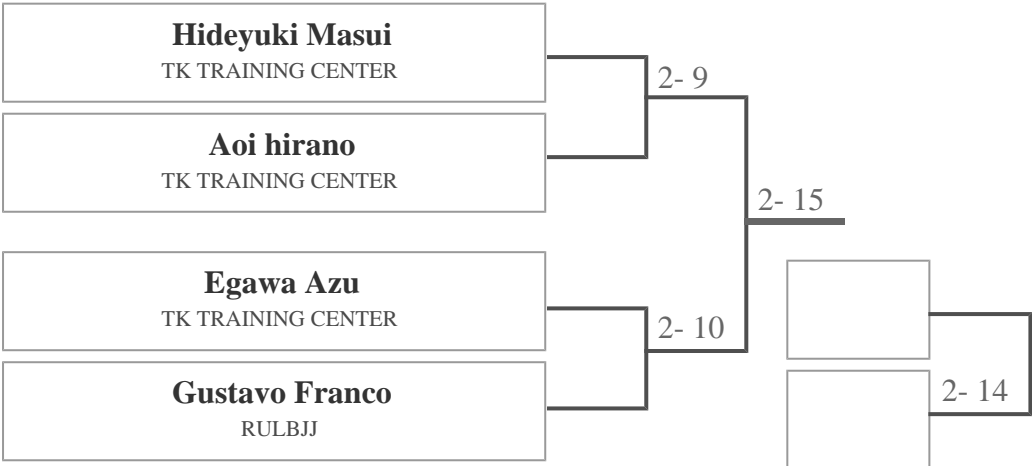 Hideyuki Masui
TK TRAINING CENTER
2- 9
Aoi hirano
TK TRAINING CENTER
2- 15
Egawa Azu
TK TRAINING CENTER
2- 10
Gustavo Franco
RULBJJ
2- 14